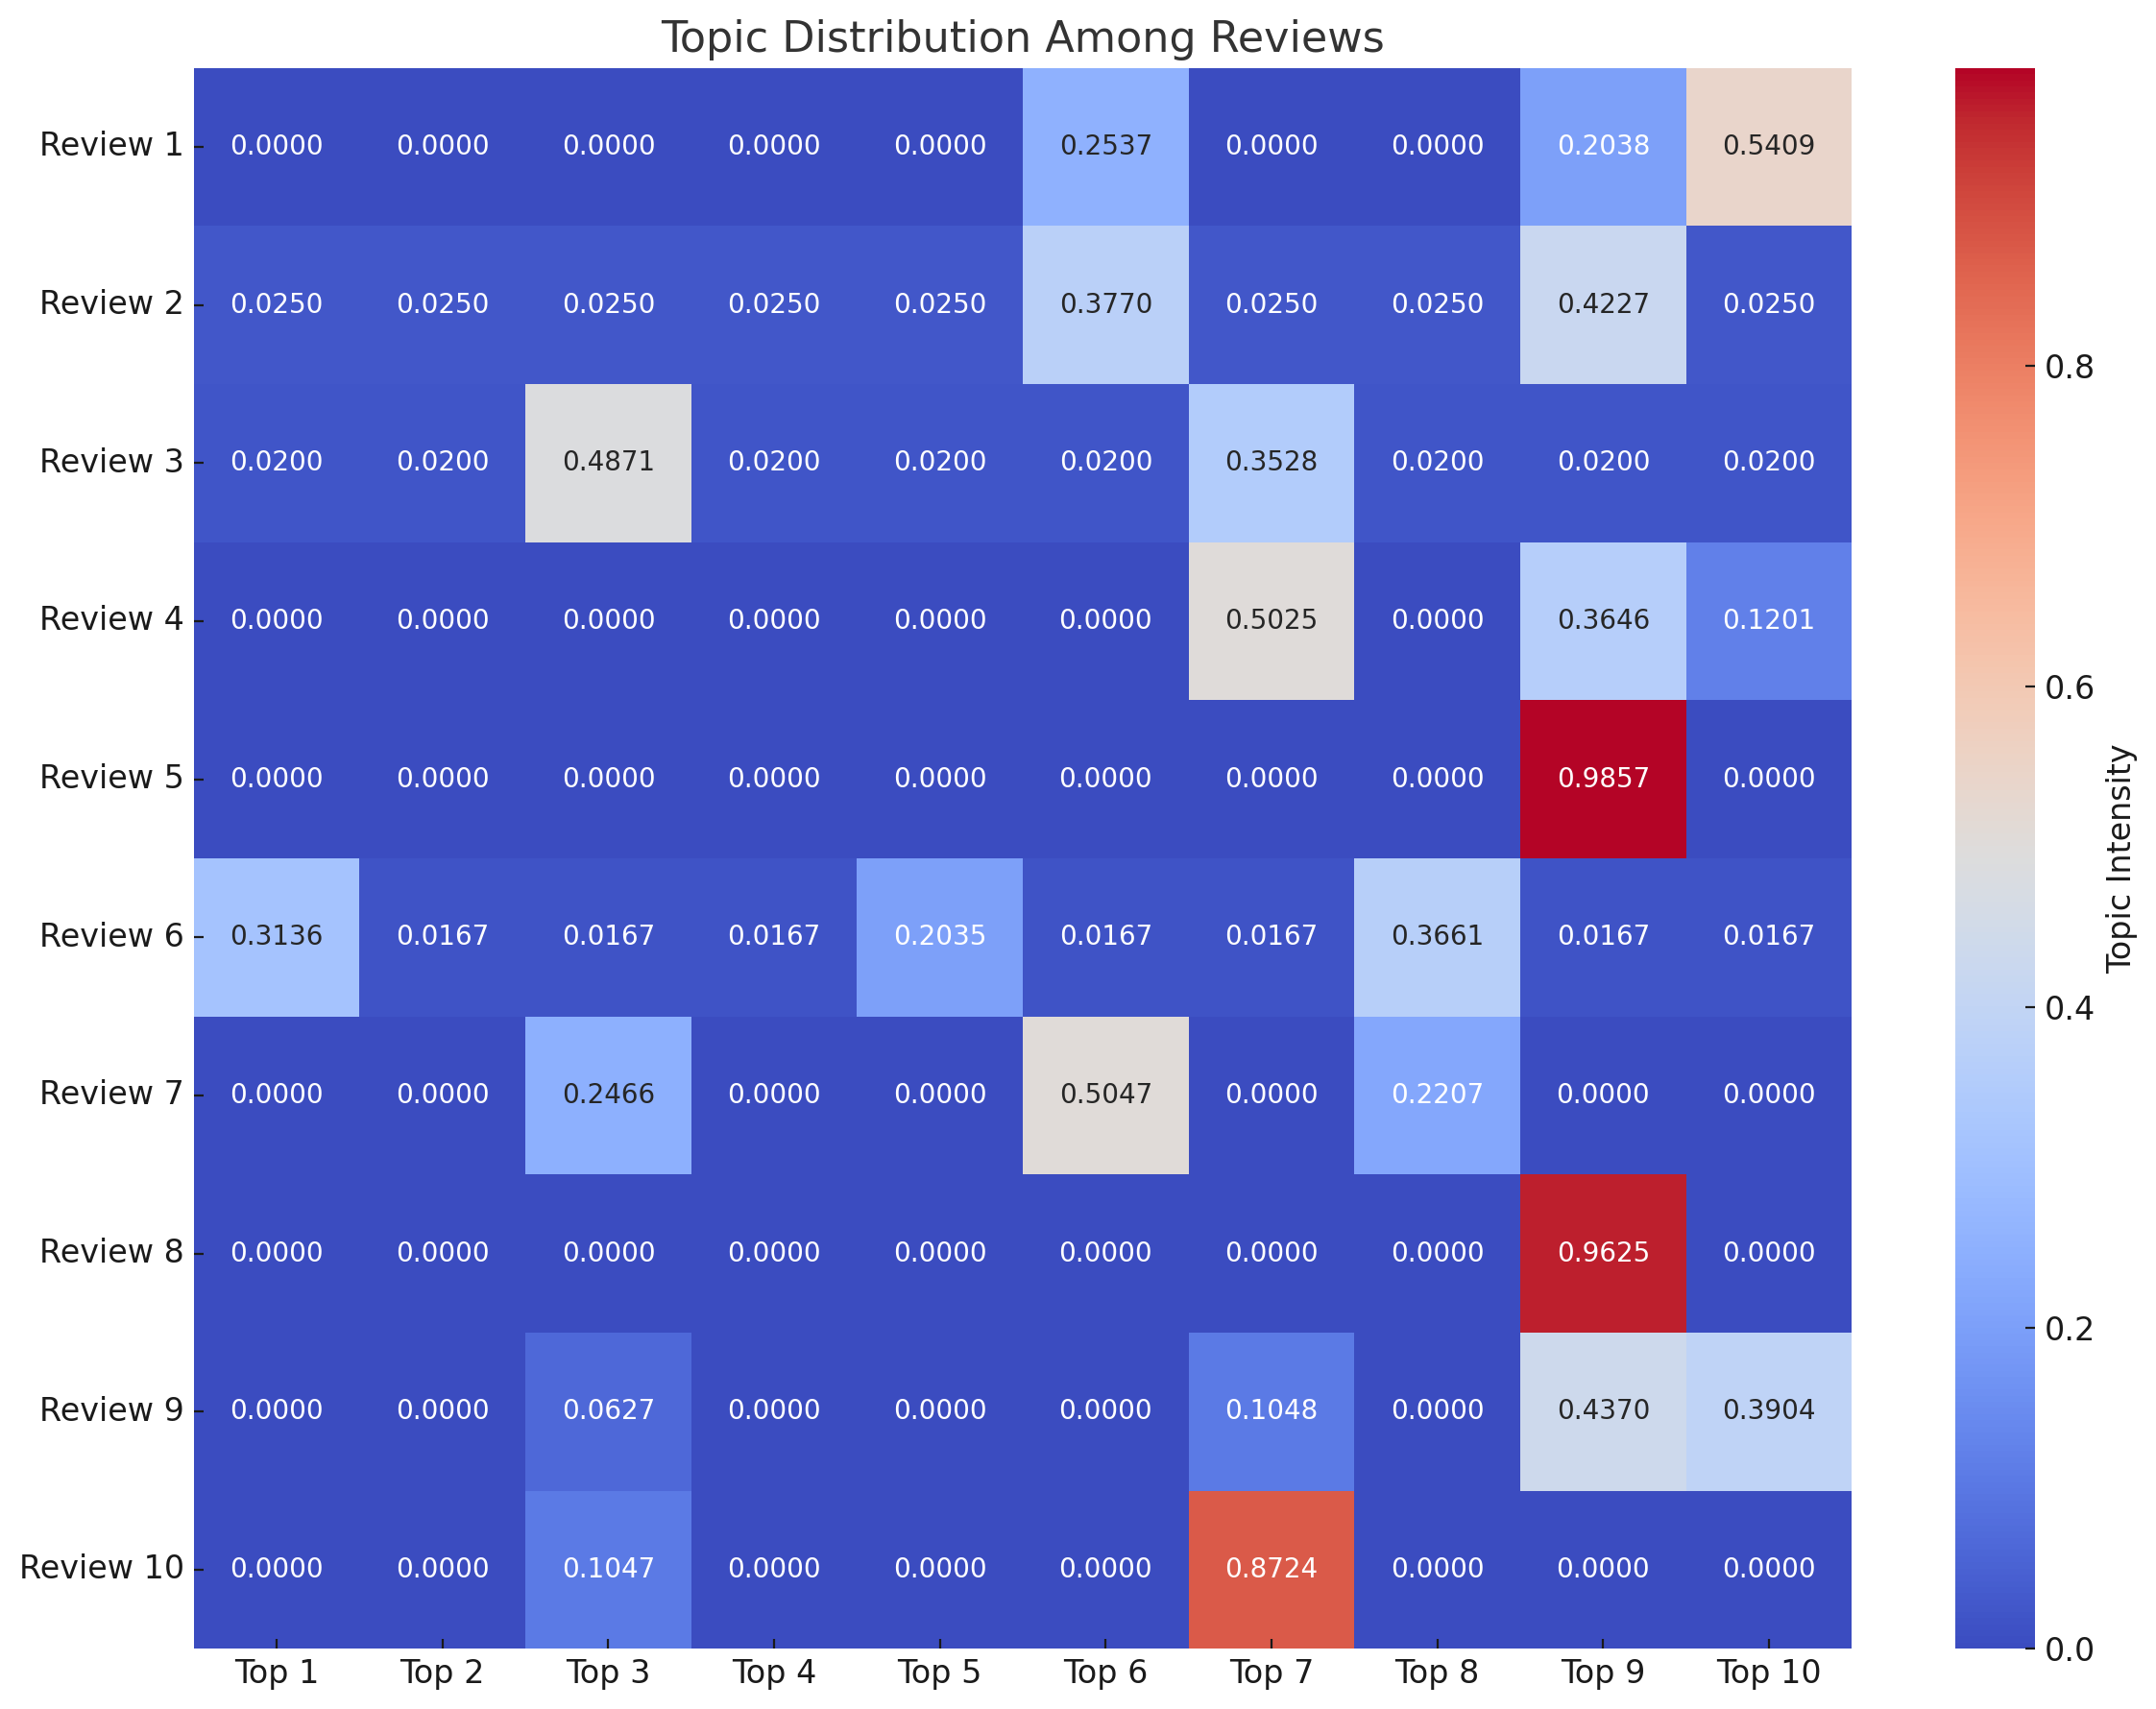 Topic Distribution Among Reviews
Review 1 0.0000 0.0000 0.0000 0.0000 0.0000 0.2537 0.0000 0.0000 0.2038 0.5409
Review 2 0.0250 0.0250 0.0250 0.0250 0.0250 0.3770 0.0250 0.0250 0.4227 0.0250
Review 3 0.0200 0.0200 0.4871 0.0200 0.0200 0.0200 0.3528 0.0200 0.0200 0.0200
Review 4 0.0000 0.0000 0.0000 0.0000 0.0000 0.0000 0.5025 0.0000 0.3646 0.1201
Review 5 0.0000 0.0000 0.0000 0.0000 0.0000 0.0000 0.0000 0.0000 0.9857 0.0000
Review 6 0.3136 0.0167 0.0167 0.0167 0.2035 0.0167 0.0167 0.3661 0.0167 0.0167
Review 7 0.0000 0.0000 0.2466 0.0000 0.0000 0.5047 0.0000 0.2207 0.0000 0.0000
Review 8 0.0000 0.0000 0.0000 0.0000 0.0000 0.0000 0.0000 0.0000 0.9625 0.0000
Review 9 0.0000 0.0000 0.0627 0.0000 0.0000 0.0000 0.1048 0.0000 0.4370 0.3904
Review 10 0.0000 0.0000 0.1047 0.0000 0.0000 0.0000 0.8724 0.0000 0.0000 0.0000
Top 1 Top 2 Top 3 Top 4 Top 5 Top 6 Top 7 Top 8 Top 9 Top 10
0.8
0.6
0.4
0.2
0.0
Topic Intensity